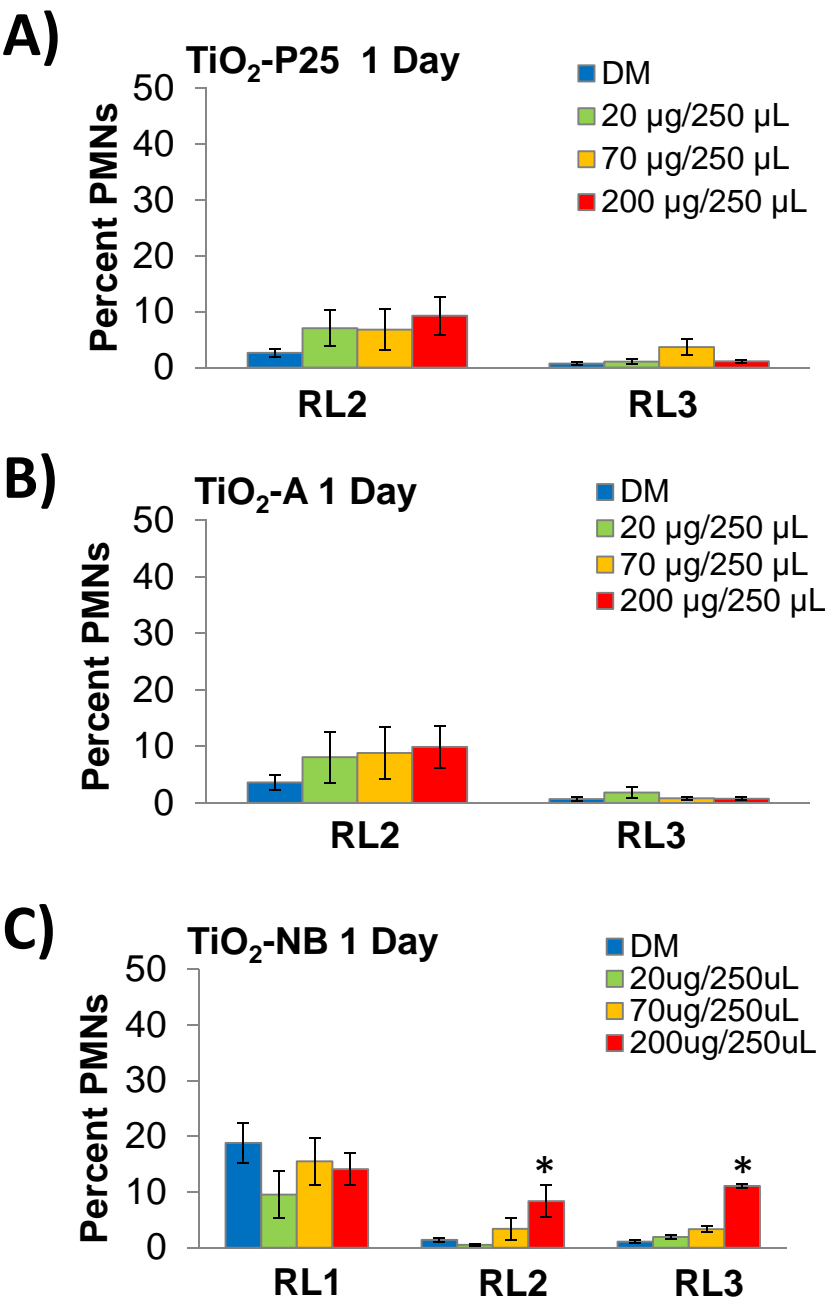 A)
TiO₂-P25 1 Day
DM
20 µg/250 µL
70 µg/250 µL
200 µg/250 µL
Percent PMNs
50
40
30
20
10
0
RL2 RL3
B)
TiO₂-A 1 Day
DM
20 µg/250 µL
70 µg/250 µL
200 µg/250 µL
Percent PMNs
50
40
30
20
10
0
RL2 RL3
C)
TiO₂-NB 1 Day
DM
20ug/250uL
70ug/250uL
200ug/250uL
Percent PMNs
50
40
30
20
10
0
* *
RL1 RL2 RL3